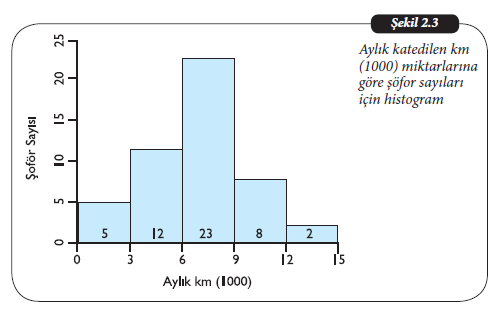 Şekil 2.3
Aylık katedilen km
(1000) miktarlarına
göre şöfor sayıları
için histogram
Şoför Sayısı
25
20
15
10
5
0
5 12 23 8 2
0 3 6 9 12 15
Aylık km (1000)